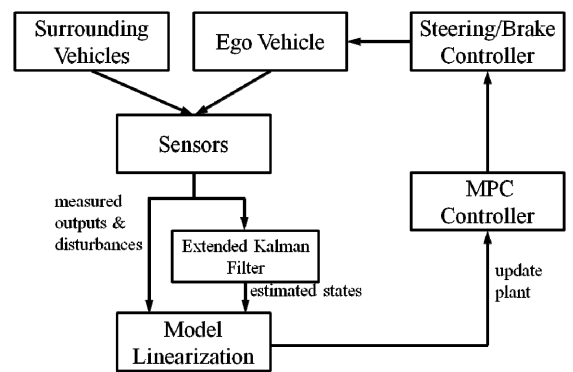 Surrounding
Vehicles
Ego Vehicle
Steering/Brake
Controller
Sensors
measured
outputs &
disturbances
MPC
Controller
Extended Kalman
Filter
estimated states
update
plant
Model
Linearization